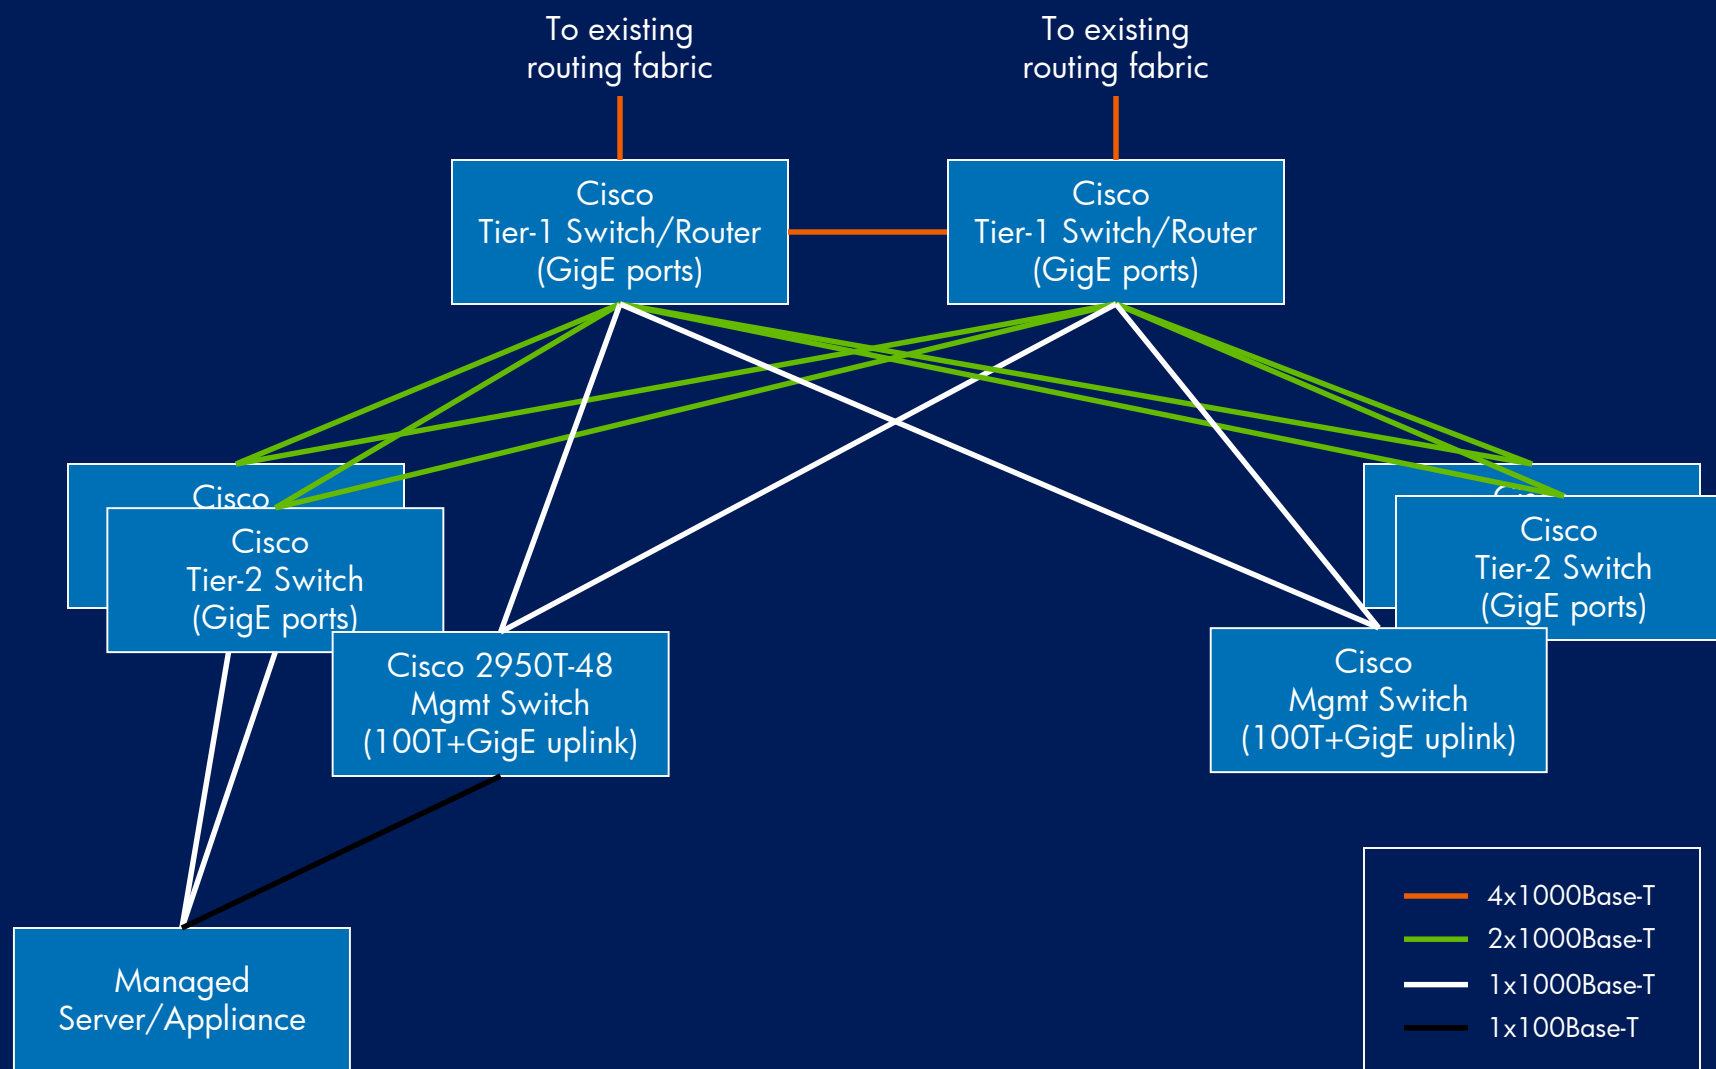 To existing
routing fabric
To existing
routing fabric
Cisco
Tier-1 Switch/Router
(GigE ports)
Cisco
Tier-1 Switch/Router
(GigE ports)
Cisco
Cisco
Tier-2 Switch
(GigE ports)
Cisco
Tier-2 Switch
(GigE ports)
Cisco 2950T-48
Mgmt Switch
(100T+GigE uplink)
Cisco
Mgmt Switch
(100T+GigE uplink)
Managed
Server/Appliance
4x1000Base-T
2x1000Base-T
1x1000Base-T
1x100Base-T